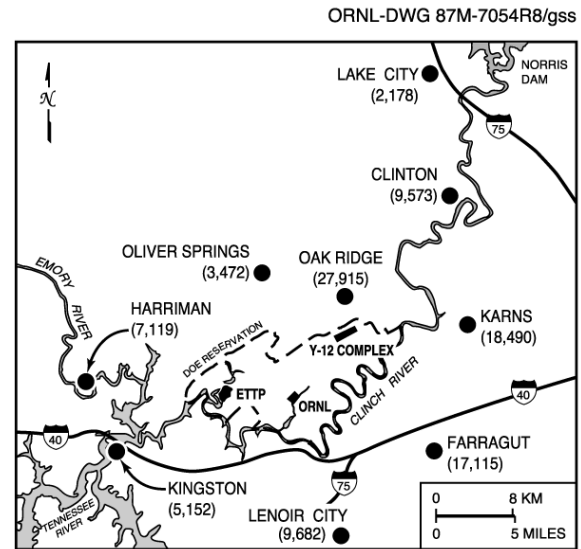 ORNL-DWG 87M-7054R8/gss
N
LAKE CITY
(2,178)
NORRIS
DAM
75
CLINTON
(9,573)
EMORY
RIVER
OLIVER SPRINGS
(3,472)
OAK RIDGE
(27,915)
HARRIMAN
(7,119)
KARNS
(18,490)
DOE RESERVATION
Y-12 COMPLEX
ETTP
ORNL
CLINCH RIVER
40
40
FARRAGUT
(17,115)
KINGSTON
(5,152)
75
TENNESSEE
RIVER
LENOIR CITY
(9,682)
0 8 KM
0 5 MILES